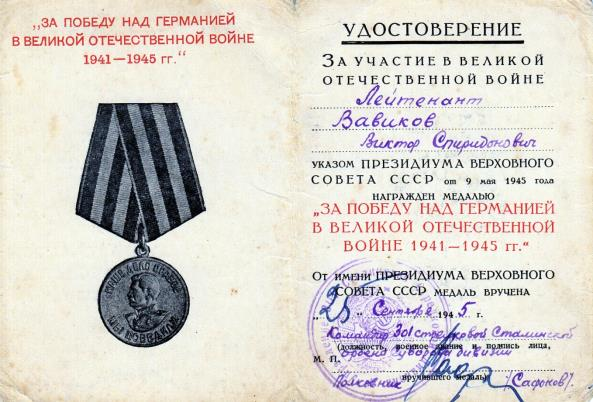 „ЗА ПОБЕДУ НАД ГЕРМАНИЕЙ
В ВЕЛИКОЙ ОТЕЧЕСТВЕННОЙ ВОЙНЕ
1941—1945 гг."
НАШЕ ДЕЛО ПРАВОЕ
МЫ ПОБЕДИЛИ
УДОСТОВЕРЕНИЕ
ЗА УЧАСТИЕ В ВЕЛИКОЙ
ОТЕЧЕСТВЕННОЙ ВОЙНЕ
Лейтенант
Вавиков
Виктор Спиридонович
УКАЗОМ ПРЕЗИДИУМА ВЕРХОВНОГО
СОВЕТА СССР от 9 мая 1945 года
НАГРАЖДЕН МЕДАЛЬЮ
„ЗА ПОБЕДУ НАД ГЕРМАНИЕЙ
В ВЕЛИКОЙ ОТЕЧЕСТВЕННОЙ
ВОЙНЕ 1941—1945 гг."
От имени ПРЕЗИДИУМА ВЕРХОВНОГО
СОВЕТА СССР МЕДАЛЬ ВРУЧЕНА
„ Сентября 1945 г.
Командир 301 стрелковой Сталинской
(должность, военное звание и подпись лица,
ордена Суворова дивизии
М. П.
вручившего медаль)
Полковник (Сафонов).